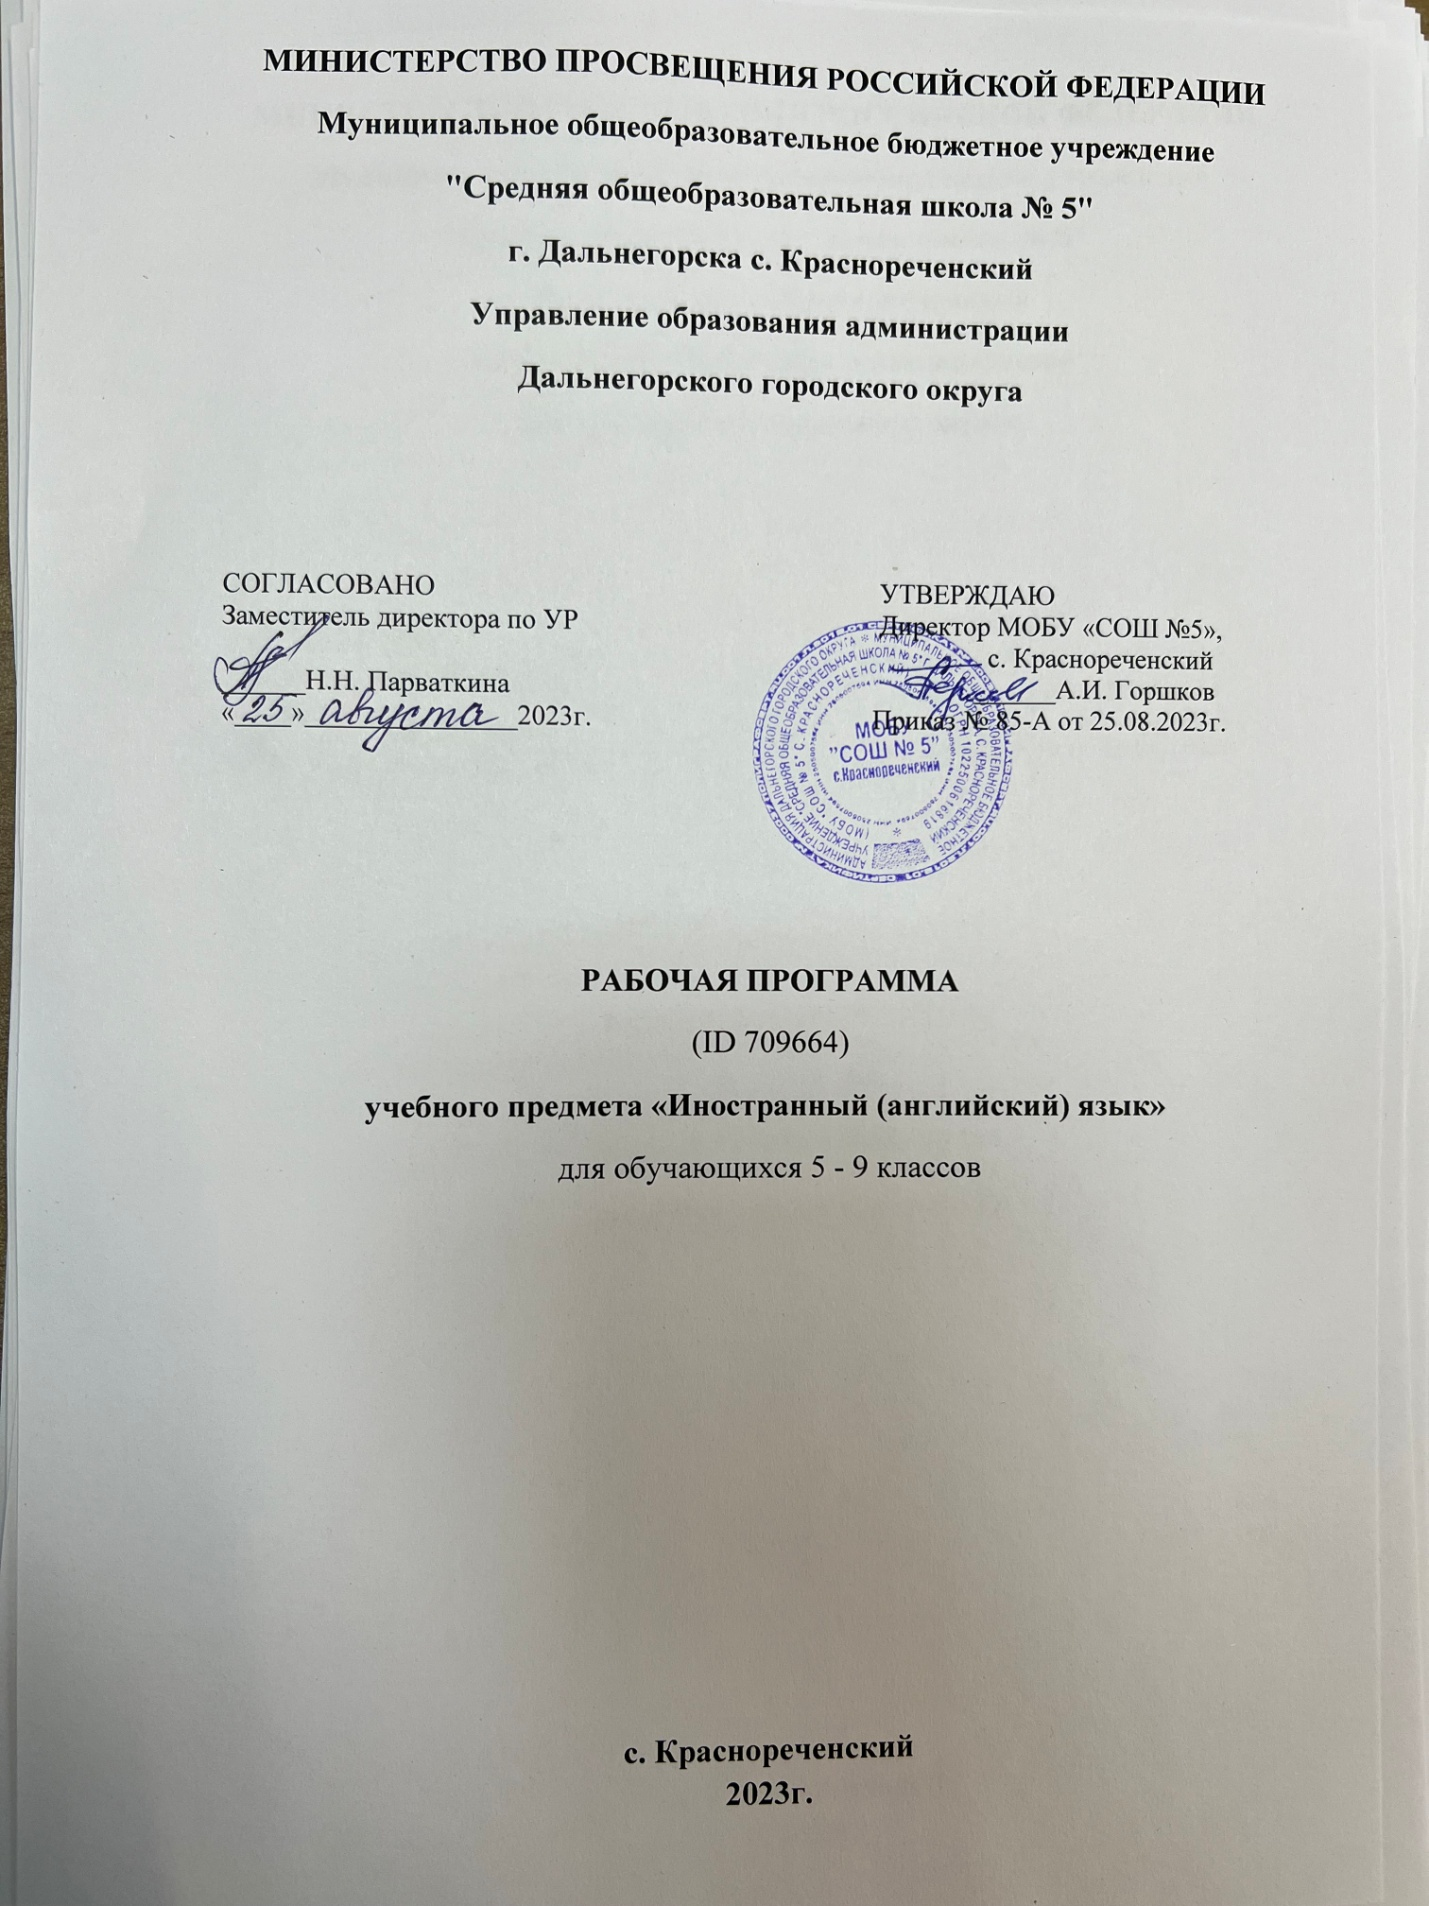 МИНИСТЕРСТВО ПРОСВЕЩЕНИЯ РОССИЙСКОЙ ФЕДЕРАЦИИ
Муниципальное общеобразовательное бюджетное учреждение
"Средняя общеобразовательная школа № 5"
г. Дальнегорска с. Краснореченский
Управление образования администрации
Дальнегорского городского округа
СОГЛАСОВАНО
Заместитель директора по УР
Н.Н. Парваткина
«25» августа 2023г.
УТВЕРЖДАЮ
Директор МОБУ «СОШ №5»,
с. Краснореченский
А.И. Горшков
Приказ № 85-А от 25.08.2023г.
МОБУ
"СОШ № 5"
с.Краснореченский
РАБОЧАЯ ПРОГРАММА
(ID 709664)
учебного предмета «Иностранный (английский) язык»
для обучающихся 5 - 9 классов
с. Краснореченский
2023г.